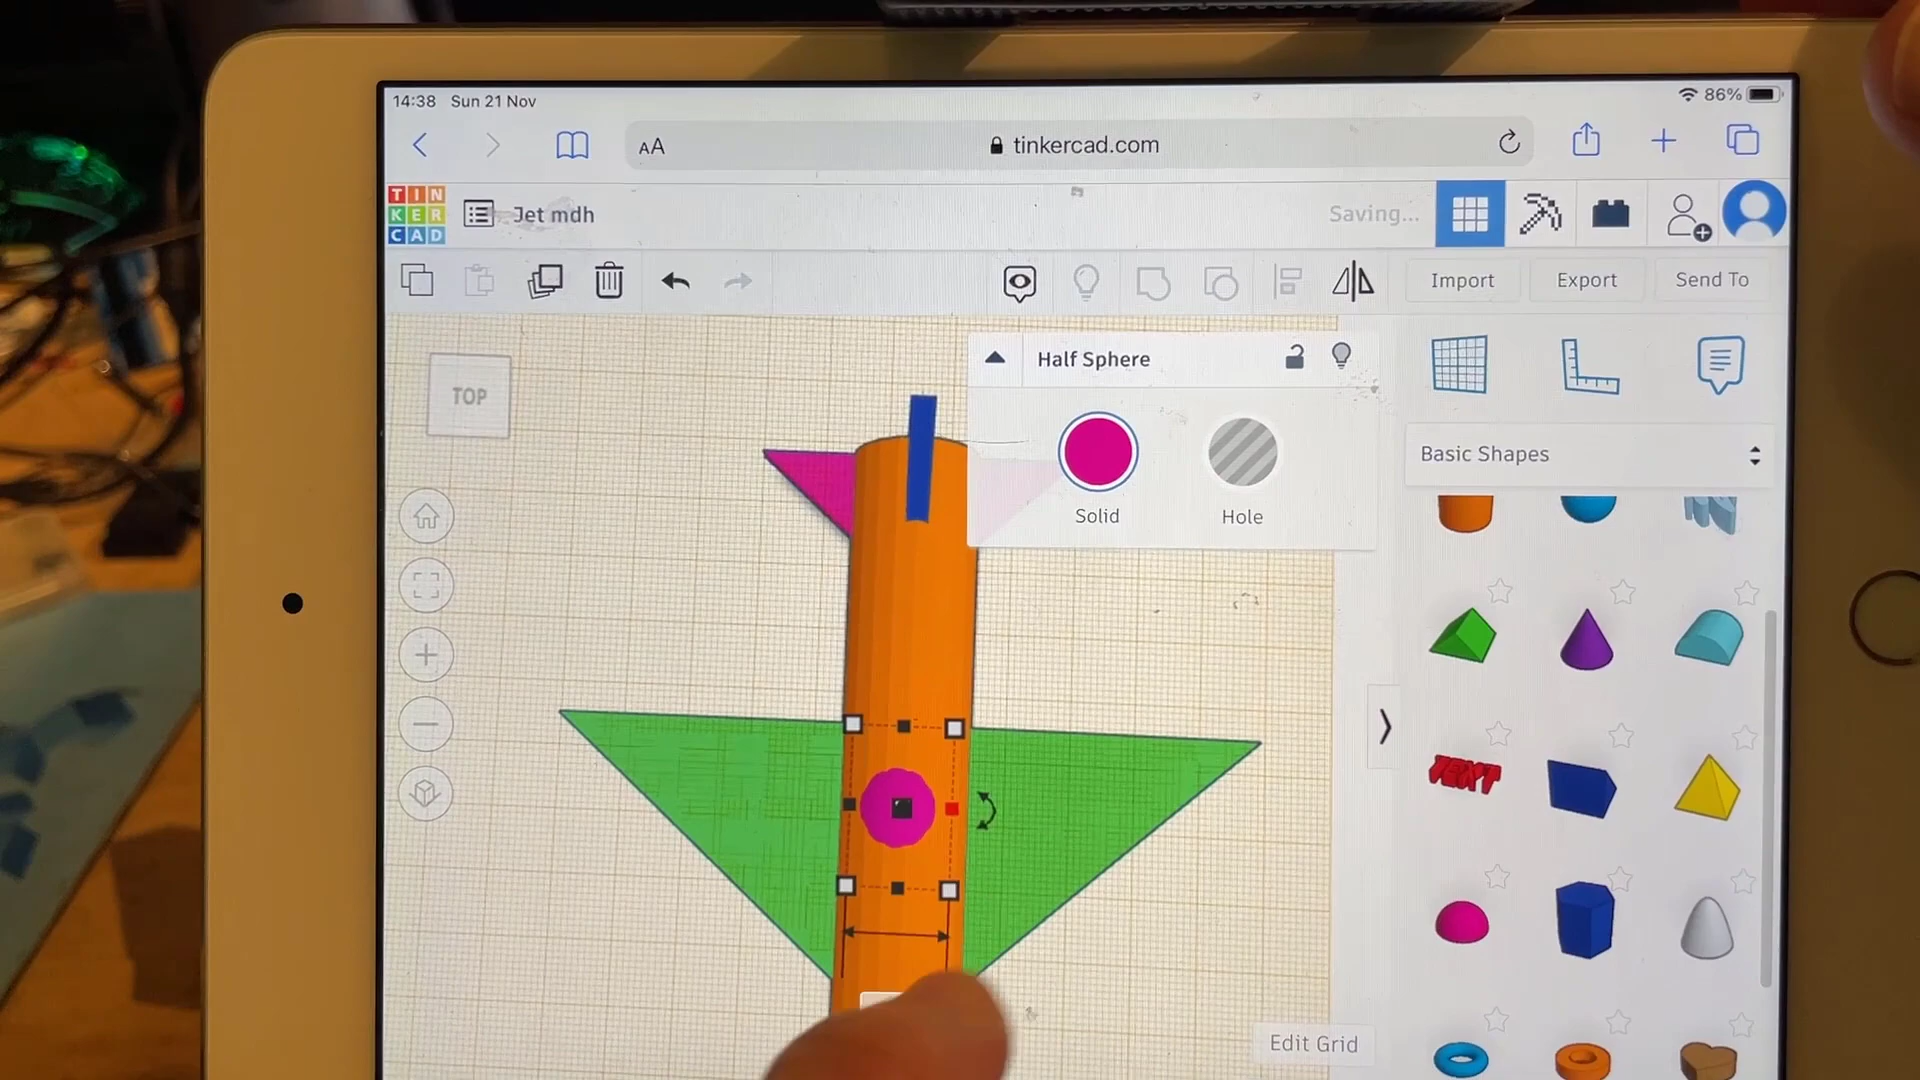 14:38 Sun 21 Nov
86%
AA
tinkercad.com
TIN
KER
CAD
Jet mdh
Saving...
Import
Export
Send To
TOP
Half Sphere
Solid
Hole
Basic Shapes
TEXT
Edit Grid